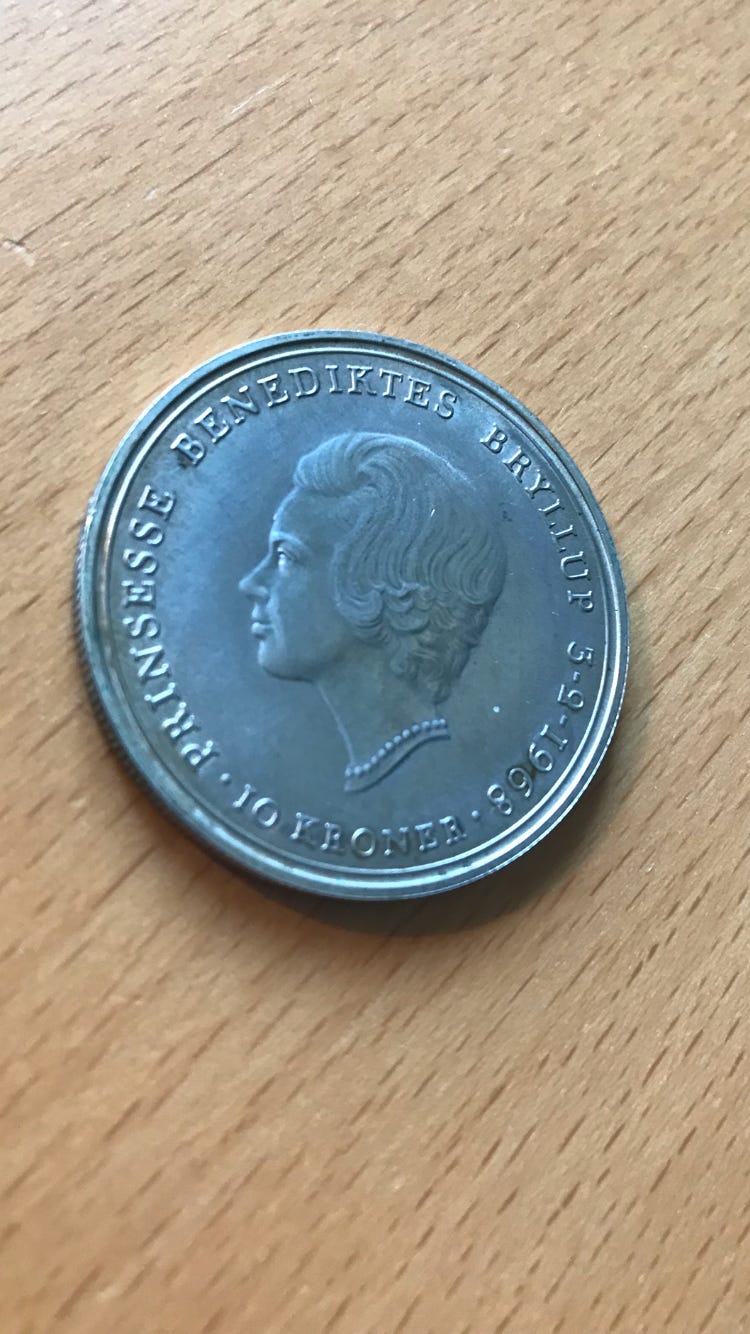 PRINSESSE BENEDIKTES BRYLLUP 3-2-1968
· 10 KRONER ·